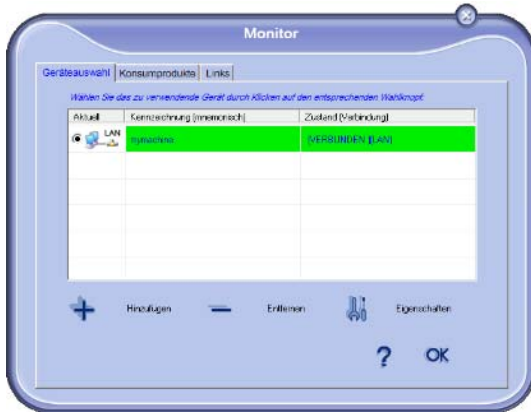 Monitor
Geräteauswahl Konsumprodukte Links
Wählen Sie das zu verwendende Gerät durch Klicken auf den entsprechenden Wahlknopf.
Aktuell Kennzeichnung (mnemonisch) Zustand (Verbindung)
LAN mymachine (VERBUNDEN )(LAN)
Hinzufügen Entfernen Eigenschaften
? OK